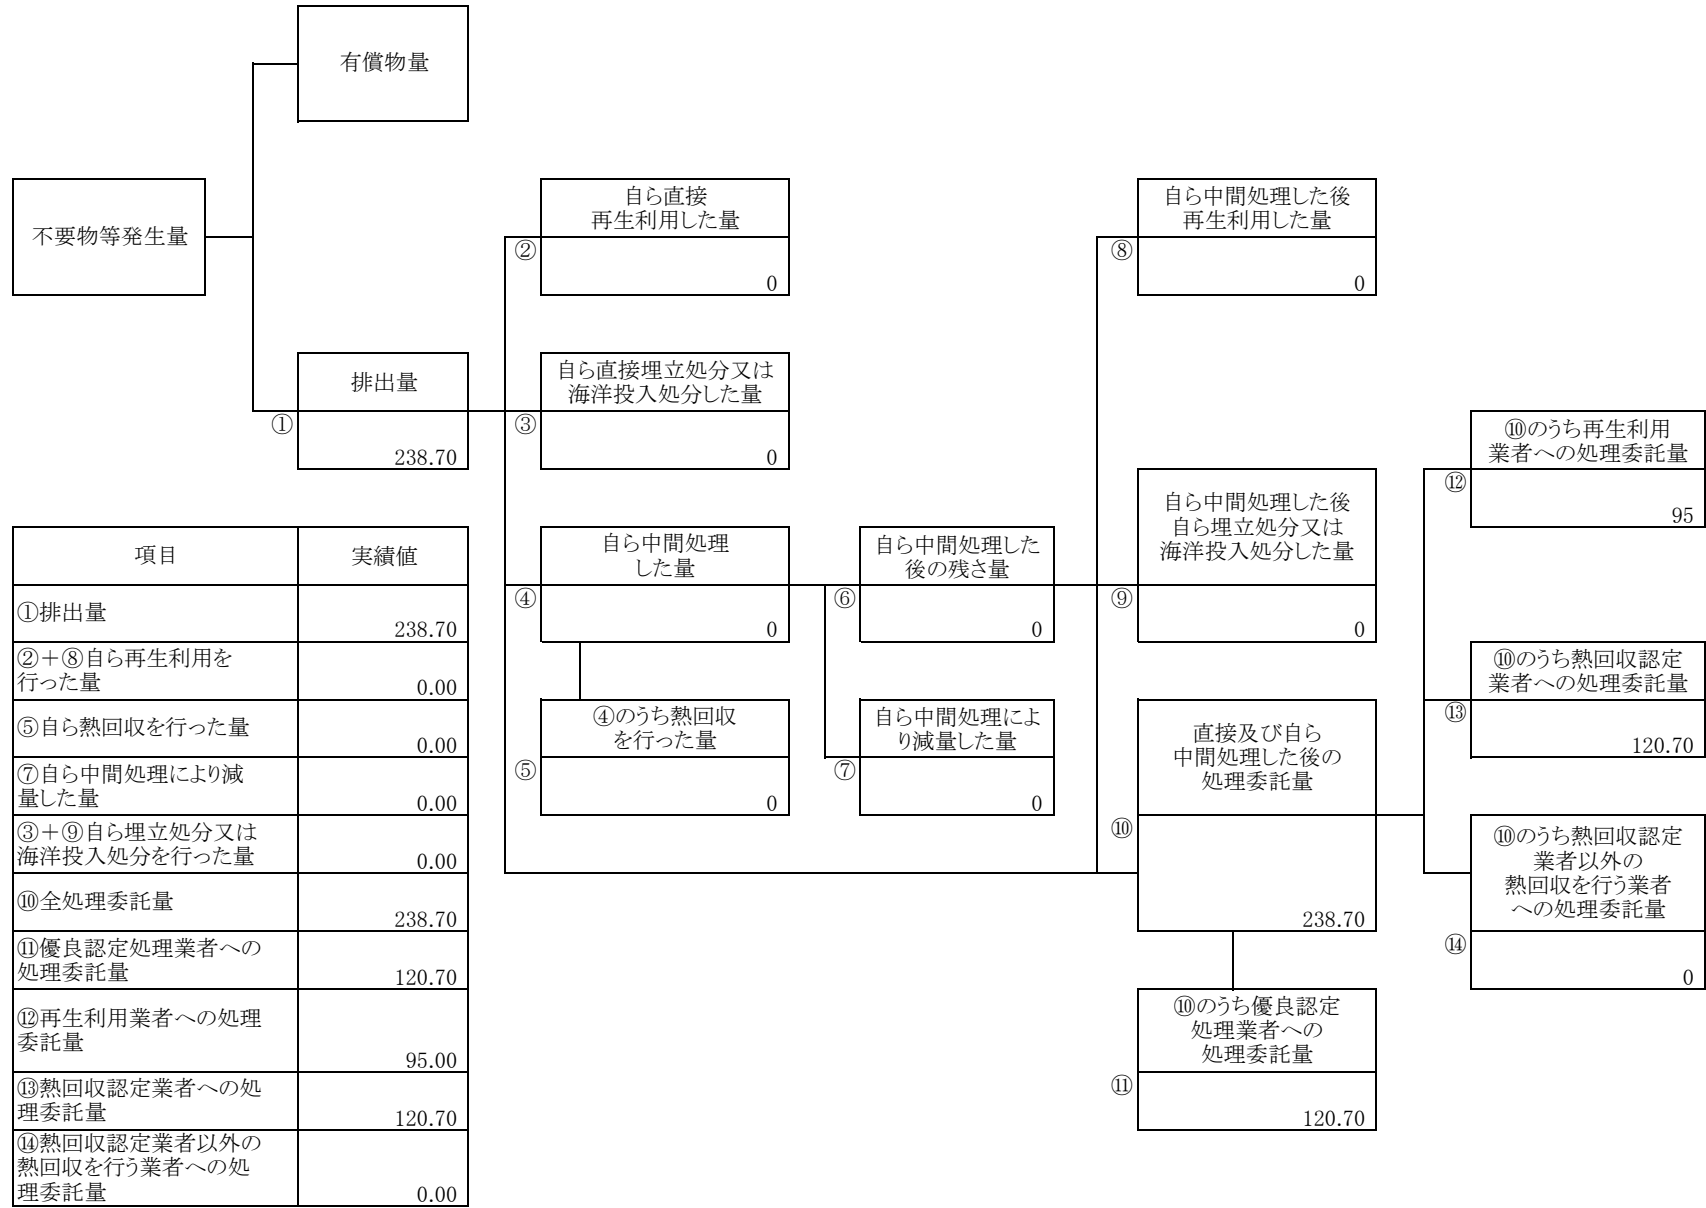 有償物量
不要物等発生量
自ら直接
再生利用した量
②
0
自ら中間処理した後
再生利用した量
⑧
0
排出量
①
238.70
自ら直接埋立処分又は
海洋投入処分した量
③
0
⑩のうち再生利用
業者への処理委託量
⑫
95
自ら中間処理
した量
④
0
自ら中間処理した
後の残さ量
⑥
0
自ら中間処理した後
自ら埋立処分又は
海洋投入処分した量
⑨
0
⑩のうち熱回収認定
業者への処理委託量
⑬
120.70
④のうち熱回収
を行った量
⑤
0
自ら中間処理によ
り減量した量
⑦
0
直接及び自ら
中間処理した後の
処理委託量
⑩
238.70
⑩のうち熱回収認定
業者以外の
熱回収を行う業者
への処理委託量
⑭
0
⑩のうち優良認定
処理業者への
処理委託量
⑪
120.70
項目 実績値
①排出量
238.70
②+⑧自ら再生利用を
行った量 0.00
⑤自ら熱回収を行った量
0.00
⑦自ら中間処理により減
量した量 0.00
③+⑨自ら埋立処分又は
海洋投入処分を行った量 0.00
⑩全処理委託量
238.70
⑪優良認定処理業者への
処理委託量 120.70
⑫再生利用業者への処理
委託量
95.00
⑬熱回収認定業者への処
理委託量 120.70
⑭熱回収認定業者以外の
熱回収を行う業者への処
理委託量 0.00